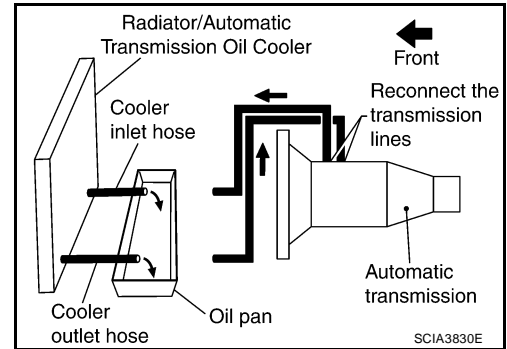 Radiator/Automatic
Transmission Oil Cooler
Front
Cooler
inlet hose
Reconnect the
transmission
lines
Automatic
transmission
Oil pan
Cooler
outlet hose
SCIA3830E